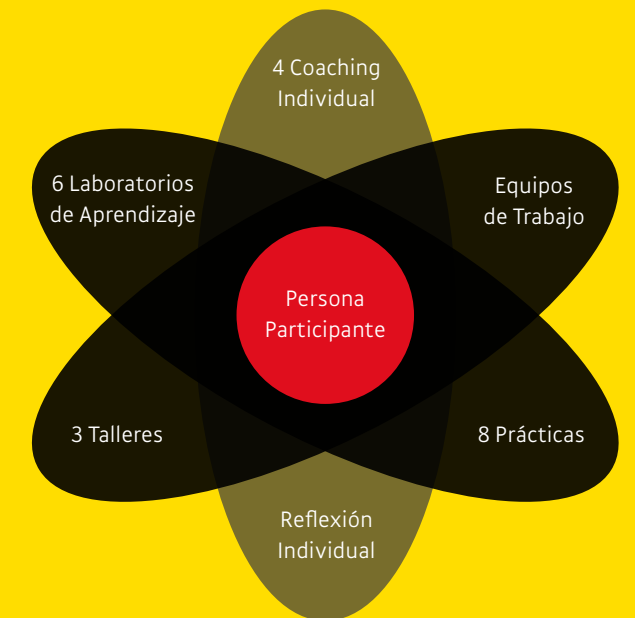 4 Coaching
Individual
6 Laboratorios
de Aprendizaje
Equipos
de Trabajo
Persona
Participante
3 Talleres
8 Prácticas
Reflexión
Individual